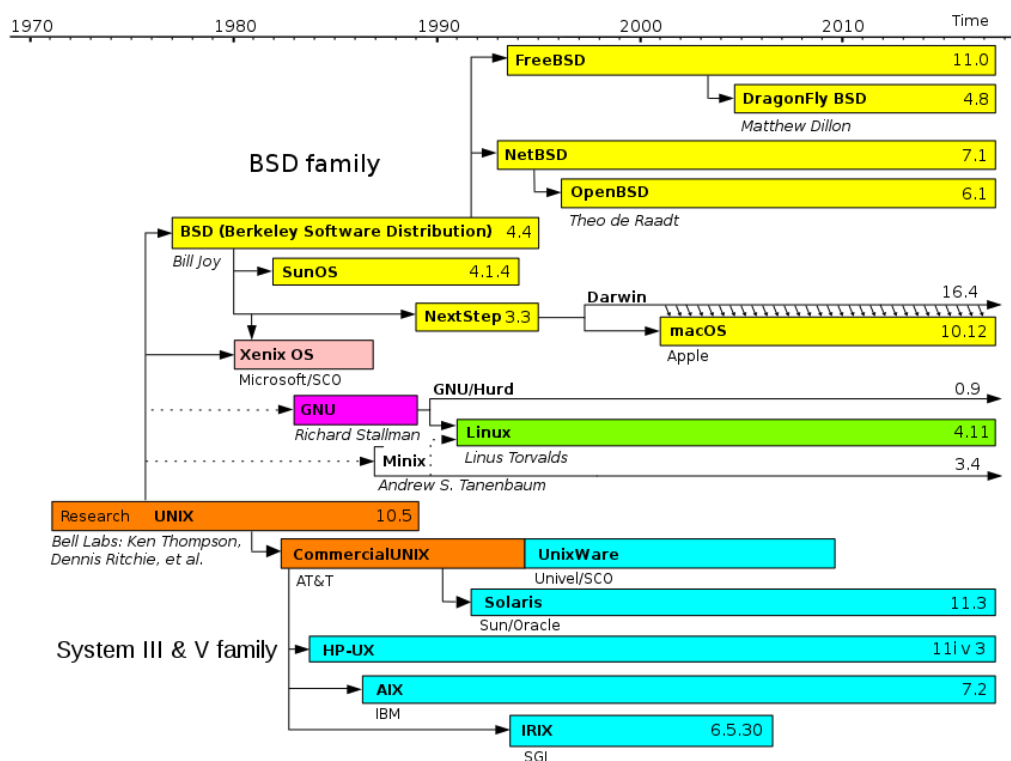 1970 1980 1990 2000 2010 Time
FreeBSD 11.0
DragonFly BSD 4.8
Matthew Dillon
BSD family
NetBSD 7.1
OpenBSD 6.1
Theo de Raadt
BSD (Berkeley Software Distribution) 4.4
Bill Joy
SunOS 4.1.4
Darwin 16.4
NextStep 3.3
macOS 10.12
Apple
Xenix OS
Microsoft/SCO
GNU/Hurd 0.9
GNU
Richard Stallman
Linux 4.11
Linus Torvalds
Minix 3.4
Andrew S. Tanenbaum
Research UNIX 10.5
Bell Labs: Ken Thompson,
Dennis Ritchie, et al.
CommercialUNIX UnixWare
AT&T Univel/SCO
Solaris 11.3
Sun/Oracle
System III & V family
HP-UX 11i v 3
AIX 7.2
IBM
IRIX 6.5.30
SGI